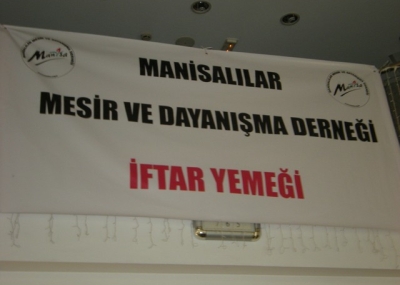 MANİSALILAR
MESİR VE DAYANIŞMA DERNEĞİ
İFTAR YEMEĞİ